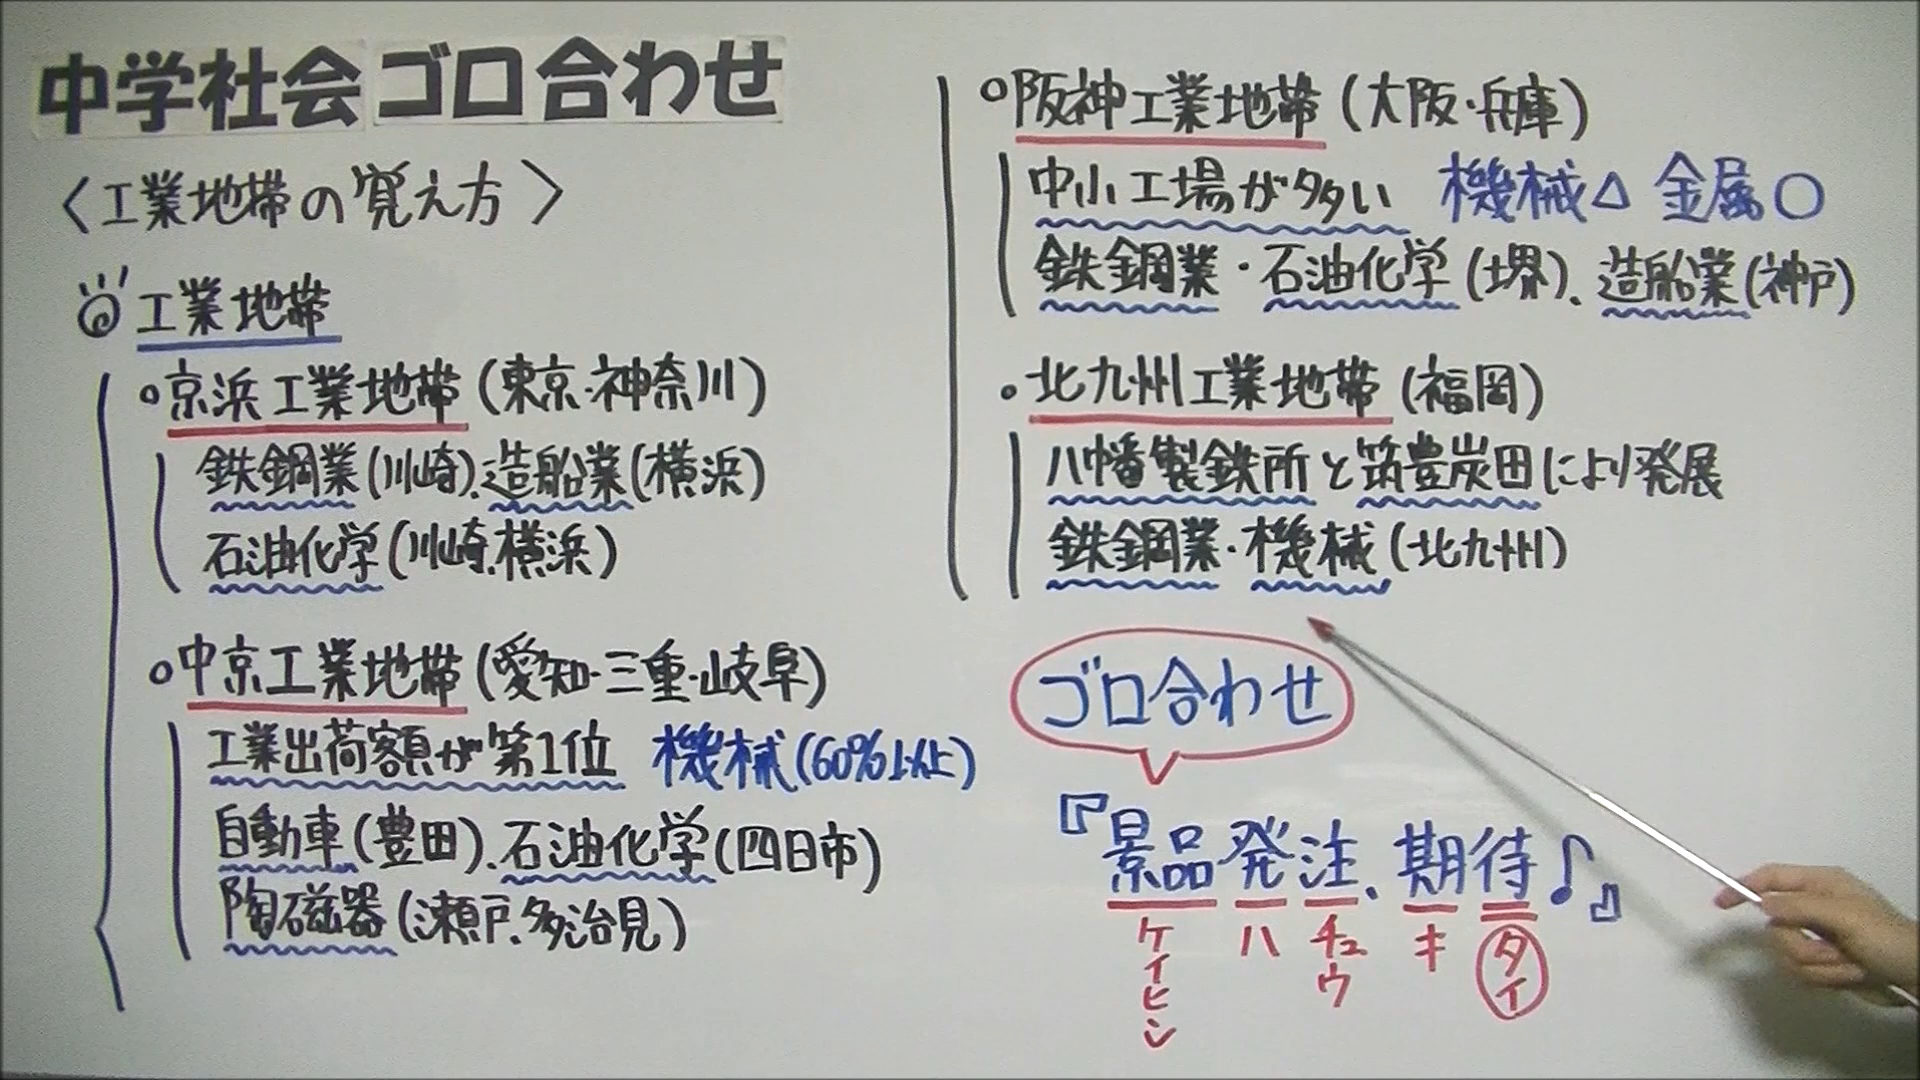 中学社会ゴロ合わせ
〈工業地帯の覚え方〉
◎工業地帯
○京浜工業地帯(東京・神奈川)
鉄鋼業(川崎)、造船業(横浜)
石油化学(川崎、横浜)
○中京工業地帯(愛知・三重・岐阜)
工業出荷額が第1位 機械(60%以上)
自動車(豊田)、石油化学(四日市)
陶磁器(瀬戸、多治見)
○阪神工業地帯(大阪・兵庫)
中小工場が多い 機械△ 金属○
鉄鋼業・石油化学(堺)、造船業(神戸)
○北九州工業地帯(福岡)
八幡製鉄所と筑豊炭田により発展
鉄鋼業・機械(北九州)
ゴロ合わせ
『景品発注、期待♪』
ケイヒン ハ チュウ キ タイ